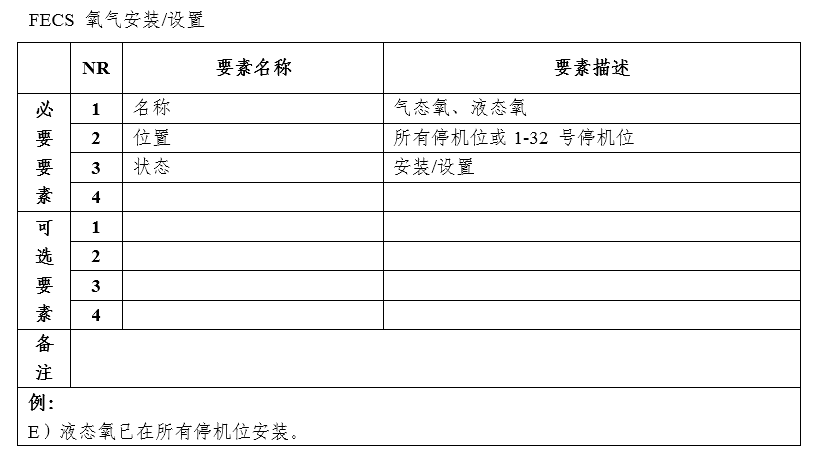 FECS 氧气安装/设置
NR 要素名称 要素描述
必要要素
1 名称 气态氧、液态氧
2 位置 所有停机位或 1-32 号停机位
3 状态 安装/设置
4
可选要素
1
2
3
4
备注
例：
E）液态氧已在所有停机位安装。